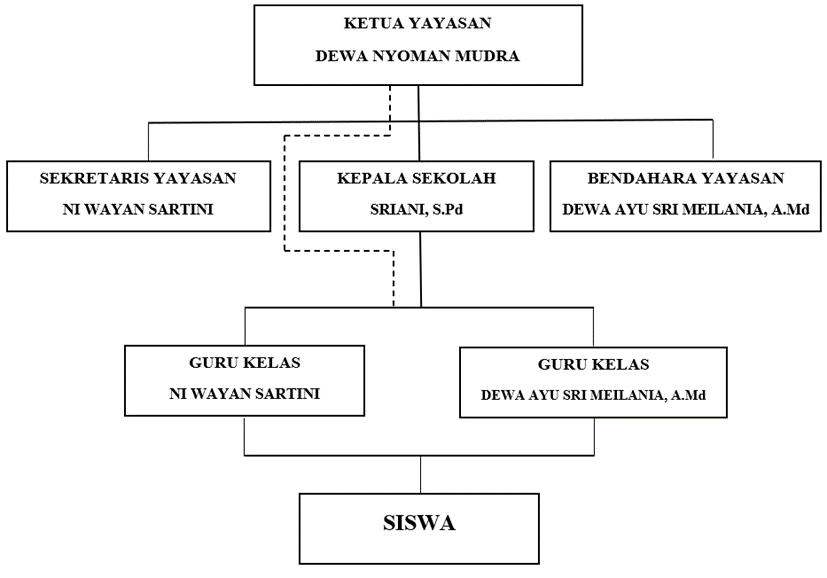 KETUA YAYASAN
DEWA NYOMAN MUDRA
SEKRETARIS YAYASAN
NI WAYAN SARTINI
KEPALA SEKOLAH
SRIANI, S.Pd
BENDAHARA YAYASAN
DEWA AYU SRI MEILANIA, A.Md
GURU KELAS
NI WAYAN SARTINI
GURU KELAS
DEWA AYU SRI MEILANIA, A.Md
SISWA